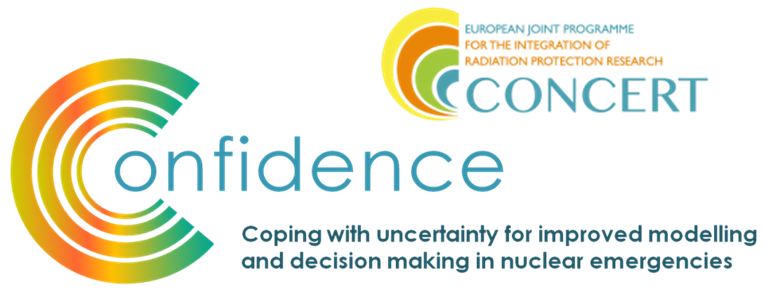 EUROPEAN JOINT PROGRAMME
FOR THE INTEGRATION OF
RADIATION PROTECTION RESEARCH
CONCERT
Confidence
Coping with uncertainty for improved modelling
and decision making in nuclear emergencies